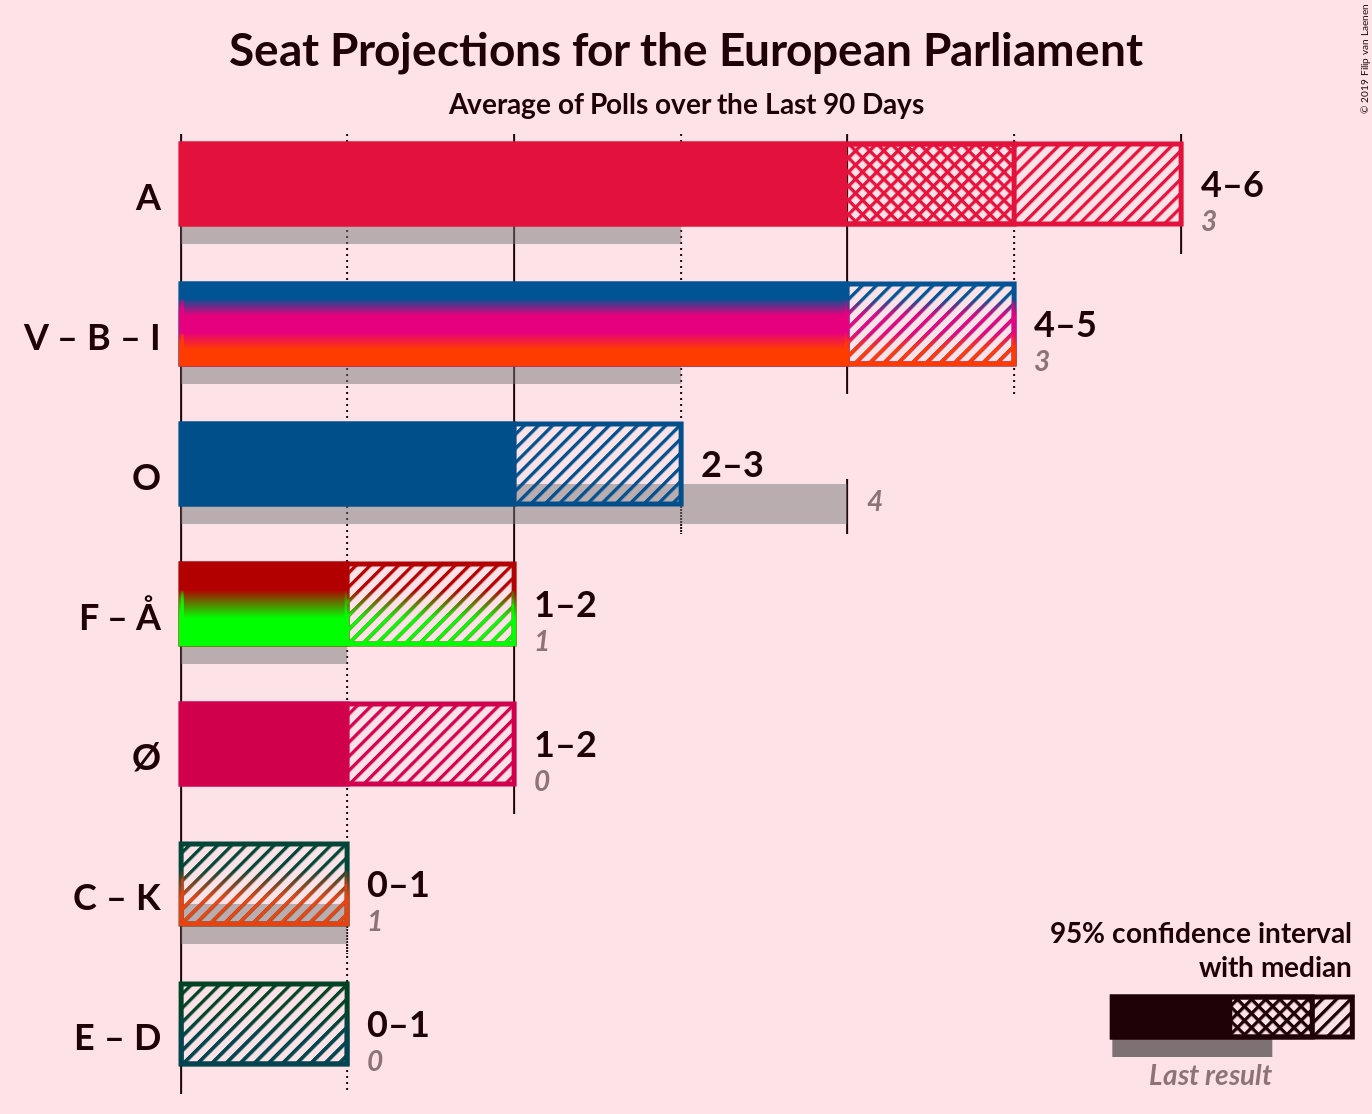 Seat Projections for the European Parliament
Average of Polls over the Last 90 Days
© 2019 Filip van Laenen
A
4–6
3
V – B – I
4–5
3
O
2–3
4
F – Å
1–2
1
Ø
1–2
0
C – K
0–1
1
E – D
0–1
0
95% confidence interval
with median
Last result